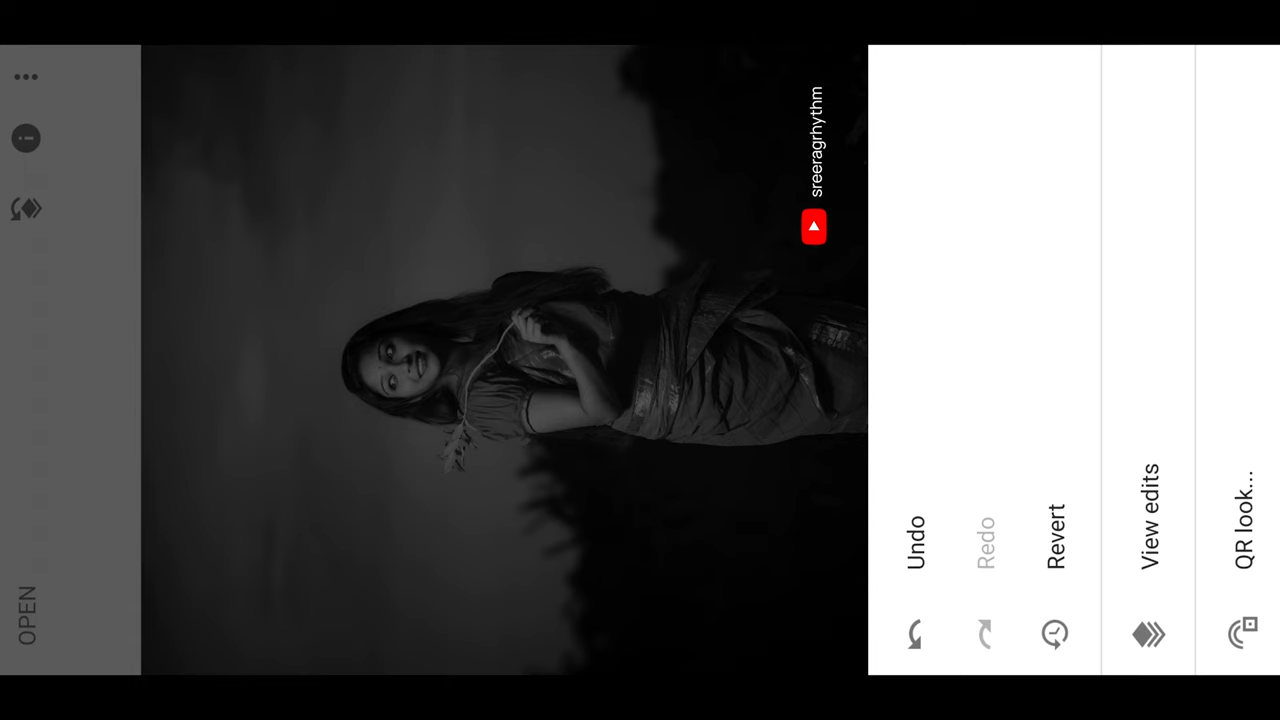 OPEN
sreeragrhythm
Undo
Redo
Revert
View edits
QR look...